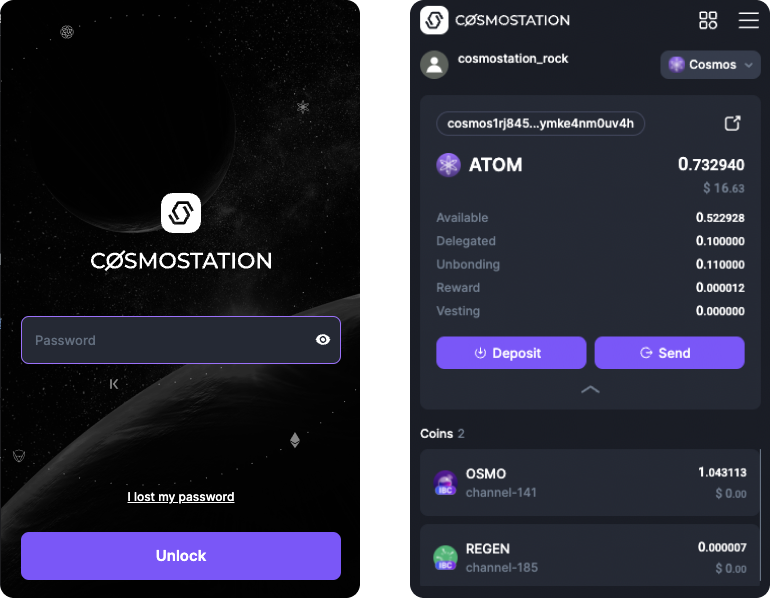 CØSMOSTATION
Password
I lost my password
Unlock
CØSMOSTATION
cosmostation_rock
Cosmos
cosmos1rj845...ymke4nm0uv4h
ATOM 0.732940
$ 16.63
Available 0.522928
Delegated 0.100000
Unbonding 0.110000
Reward 0.000012
Vesting 0.000000
Deposit Send
Coins 2
IBC OSMO 1.043113
channel-141 $ 0.00
IBC REGEN 0.000007
channel-185 $ 0.00